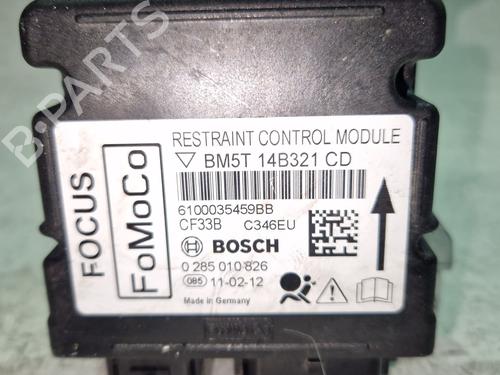 B-PARTS
FOCUS
FoMoCo
RESTRAINT CONTROL MODULE
BM5T 14B321 CD
6100035459BB
CF33B C346EU
BOSCH
0 285 010 826
085 11-02-12
Made in Germany